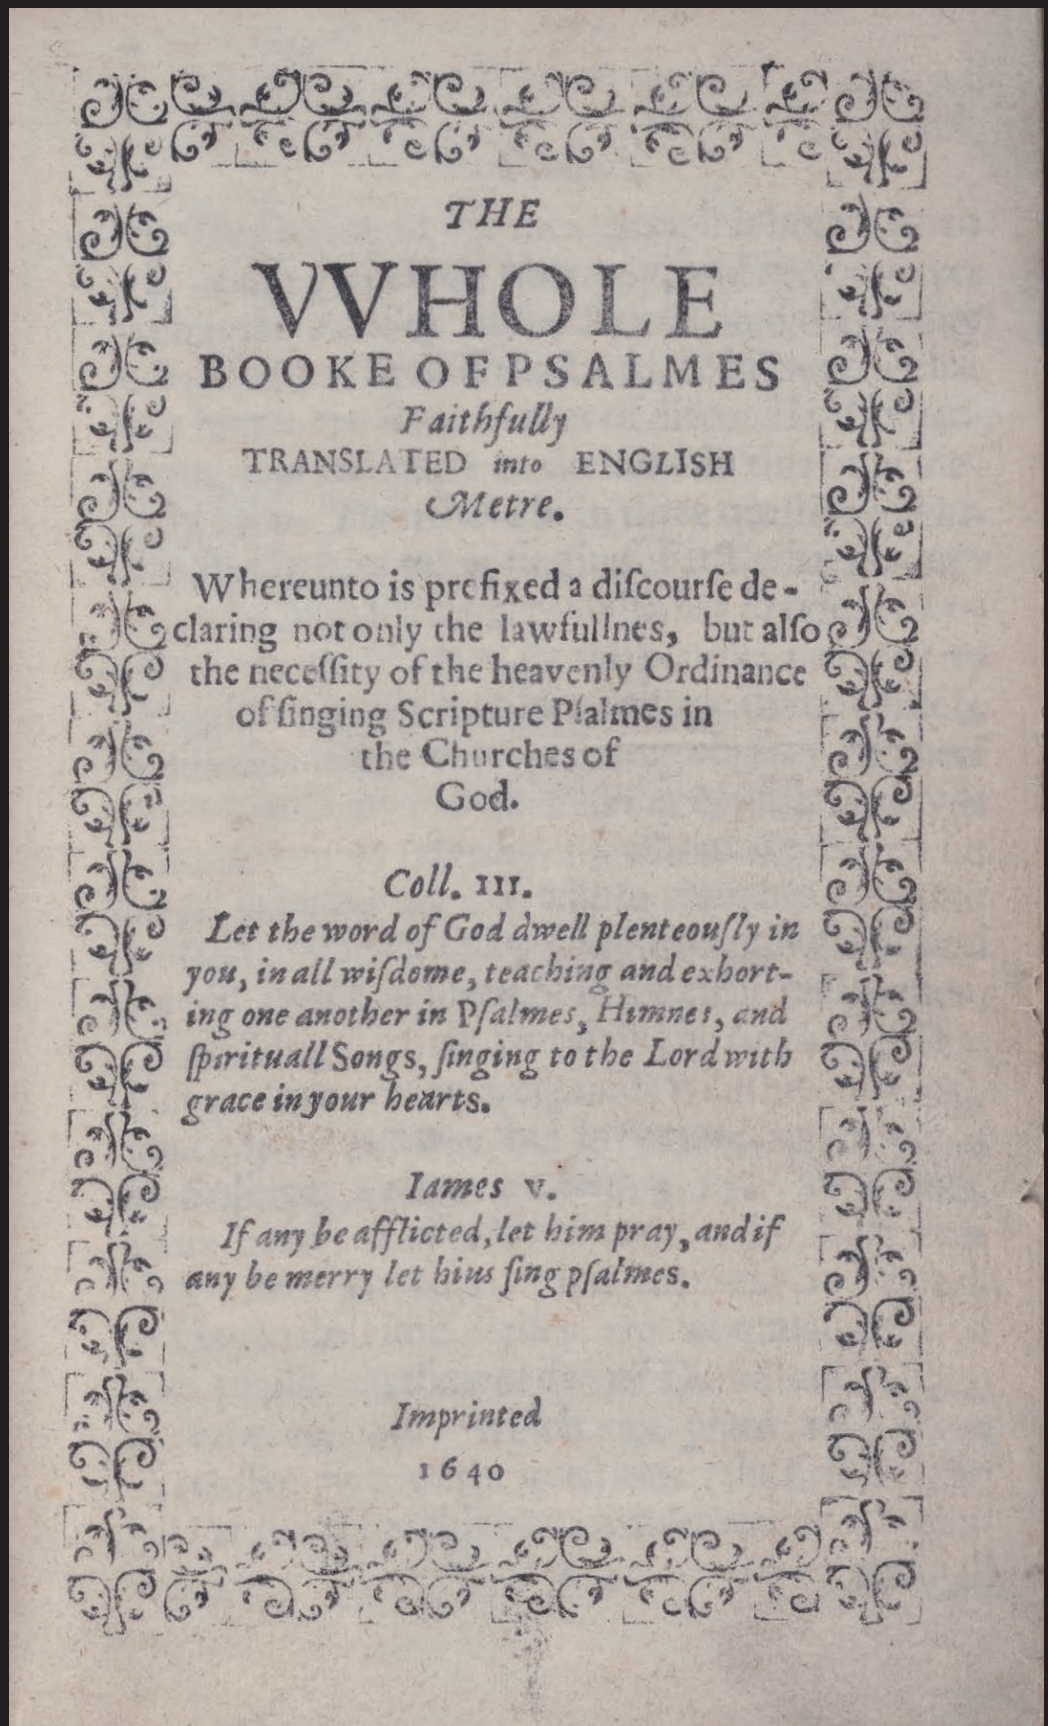 THE
VVHOLE
BOOKE OF PSALMES
Faithfully
TRANSLATED into ENGLISH
Metre.
Whereunto is prefixed a diſcourſe de-
claring not only the lawfullnes, but alſo
the neceſſity of the heavenly Ordinance
of ſinging Scripture Pſalmes in
the Churches of
God.
Coll. III.
Let the word of God dwell plenteouſly in
you, in all wiſdome, teaching and exhort-
ing one another in Pſalmes, Himnes, and
ſpirituall Songs, ſinging to the Lord with
grace in your hearts.
Iames V.
If any be afflicted, let him pray, and if
any be merry let him ſing pſalmes.
Imprinted
1640